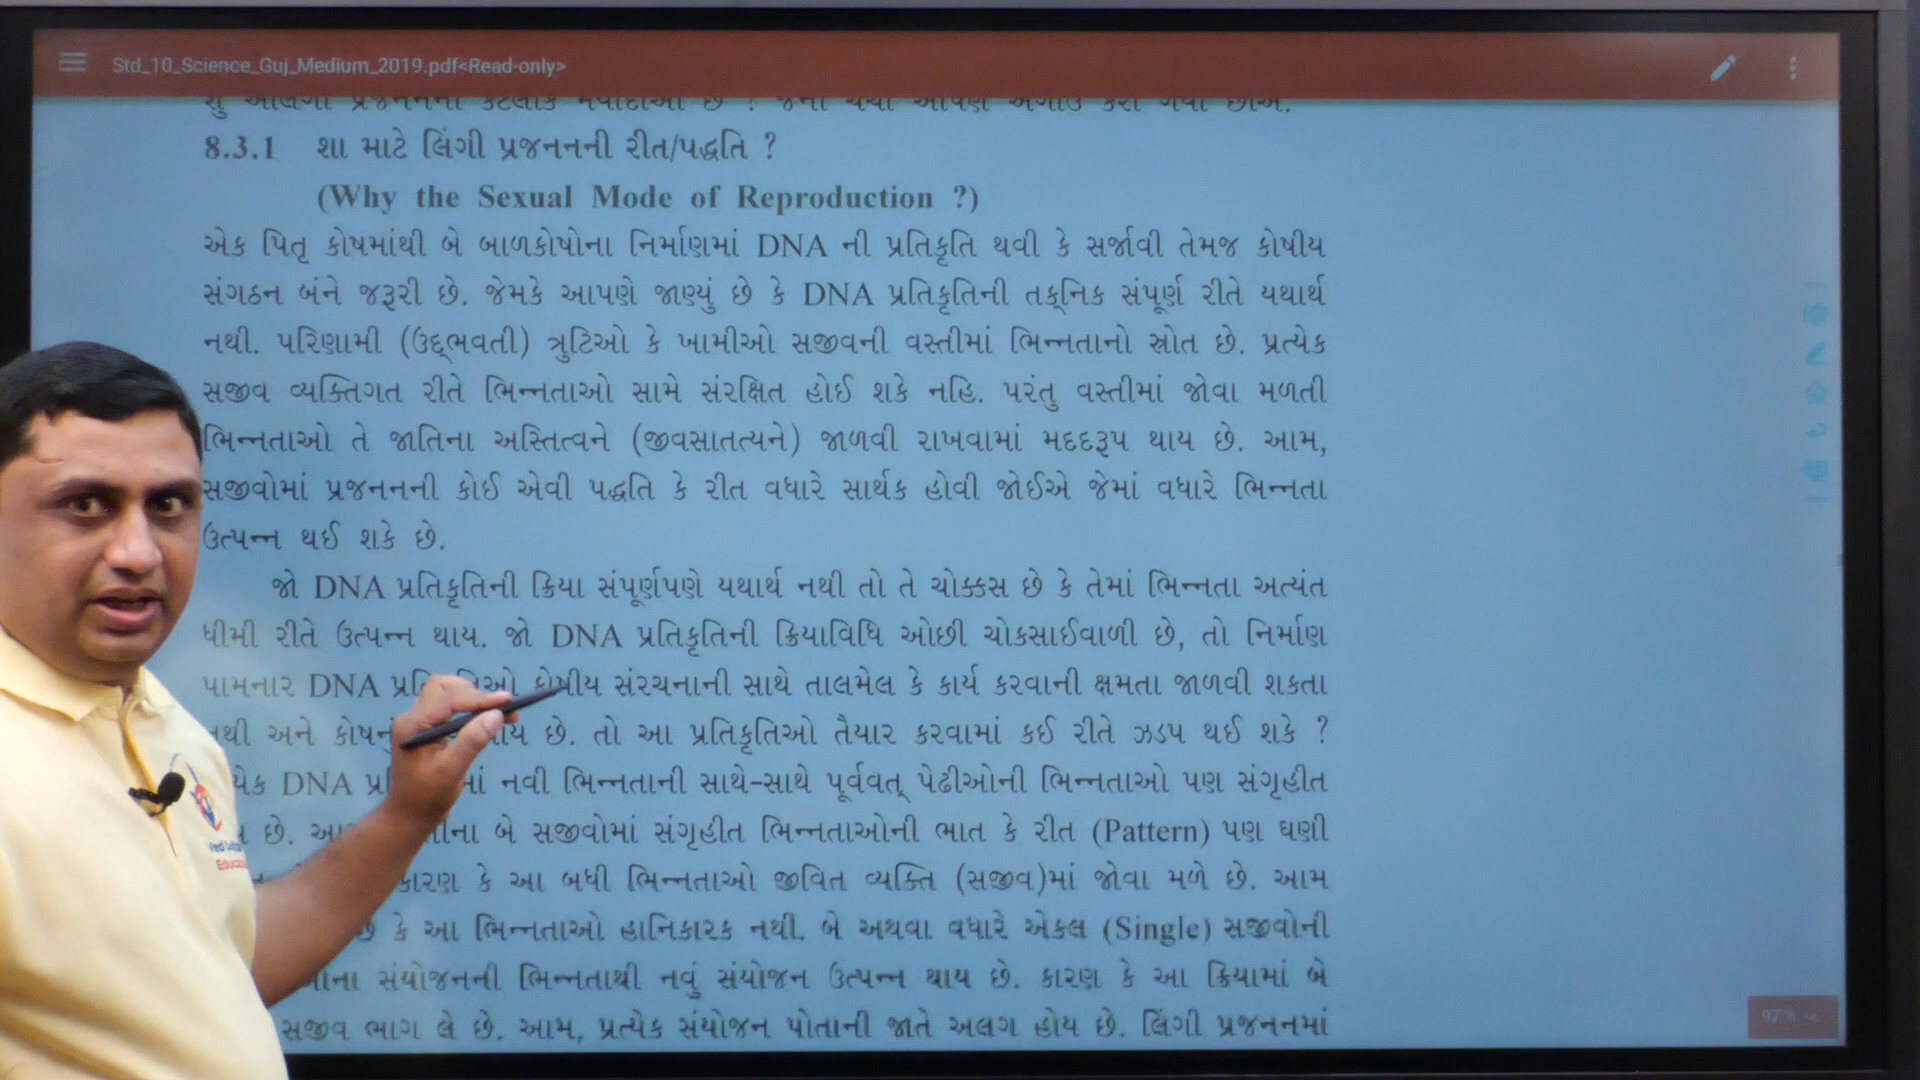 Std_10_Science_Guj_Medium_2019.pdf<Read-only>
8.3.1 શા માટે લિંગી પ્રજનનની રીત/પદ્ધતિ ?
(Why the Sexual Mode of Reproduction ?)
એક પિતૃ કોષમાંથી બે બાળકોષોના નિર્માણમાં DNA ની પ્રતિકૃતિ થવી કે સર્જાવી તેમજ કોષીય
સંગઠન બંને જરૂરી છે. જેમકે આપણે જાણ્યું છે કે DNA પ્રતિકૃતિની તક્નિક સંપૂર્ણ રીતે યથાર્થ
નથી. પરિણામી (ઉદ્ભવતી) ત્રુટિઓ કે ખામીઓ સજીવની વસ્તીમાં ભિન્નતાનો સ્રોત છે. પ્રત્યેક
સજીવ વ્યક્તિગત રીતે ભિન્નતાઓ સામે સંરક્ષિત હોઈ શકે નહિ. પરંતુ વસ્તીમાં જોવા મળતી
ભિન્નતાઓ તે જાતિના અસ્તિત્વને (જીવસાતત્યને) જાળવી રાખવામાં મદદરૂપ થાય છે. આમ,
સજીવોમાં પ્રજનનની કોઈ એવી પદ્ધતિ કે રીત વધારે સાર્થક હોવી જોઈએ જેમાં વધારે ભિન્નતા
ઉત્પન્ન થઈ શકે છે.
જો DNA પ્રતિકૃતિની ક્રિયા સંપૂર્ણપણે યથાર્થ નથી તો તે ચોક્કસ છે કે તેમાં ભિન્નતા અત્યંત
ધીમી રીતે ઉત્પન્ન થાય. જો DNA પ્રતિકૃતિની ક્રિયાવિધિ ઓછી ચોકસાઈવાળી છે, તો નિર્માણ
પામનાર DNA કોષીય સંરચનાની સાથે તાલમેલ કે કાર્ય કરવાની ક્ષમતા જાળવી શકતા
અને કોષનું છે. તો આ પ્રતિકૃતિઓ તૈયાર કરવામાં કઈ રીતે ઝડપ થઈ શકે ?
DNA નવી ભિન્નતાની સાથે-સાથે પૂર્વવત્ પેઢીઓની ભિન્નતાઓ પણ સંગૃહીત
છે. બે સજીવોમાં સંગૃહીત ભિન્નતાઓની ભાત કે રીત (Pattern) પણ ઘણી
કારણ કે આ બધી ભિન્નતાઓ જીવિત વ્યક્તિ (સજીવ)માં જોવા મળે છે. આમ
છે કે આ ભિન્નતાઓ હાનિકારક નથી. બે અથવા વધારે એકલ (Single) સજીવોની
સંયોજનની ભિન્નતાથી નવું સંયોજન ઉત્પન્ન થાય છે. કારણ કે આ ક્રિયામાં બે
સજીવ ભાગ લે છે. આમ, પ્રત્યેક સંયોજન પોતાની જાતે અલગ હોય છે. લિંગી પ્રજનનમાં
97%